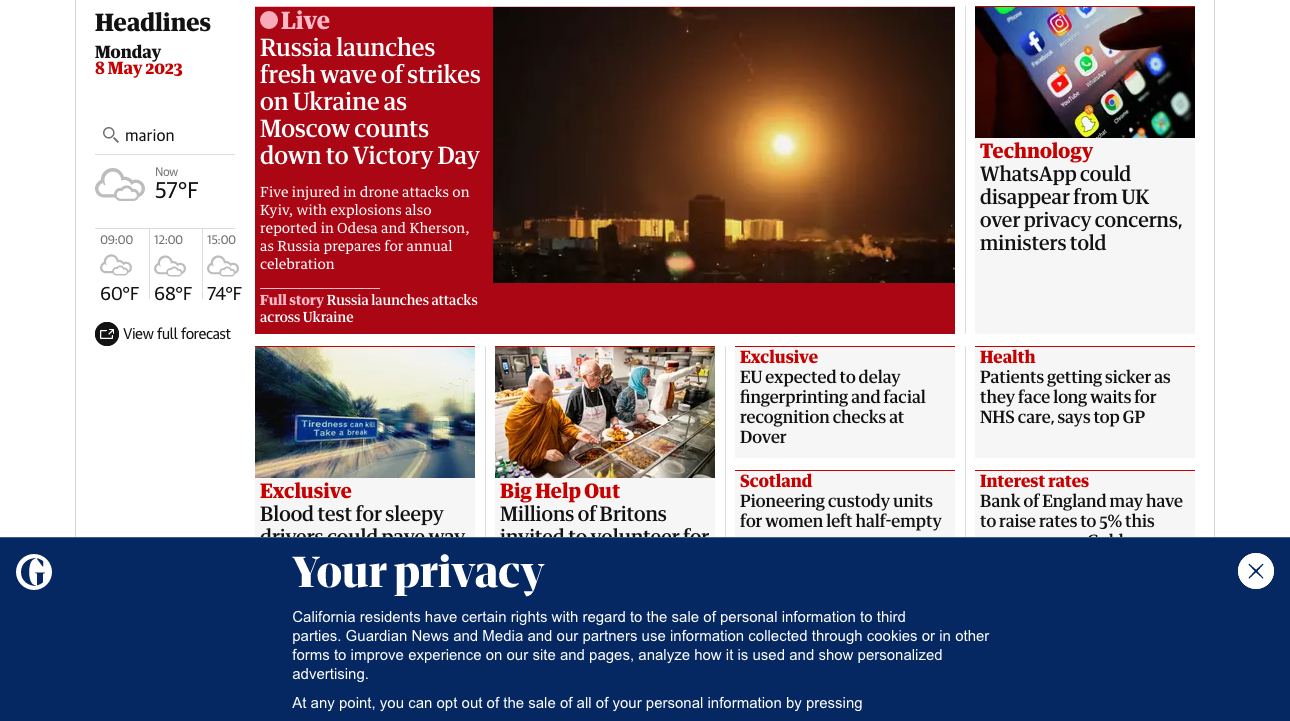 Headlines
Monday
8 May 2023
marion
Now
57°F
09:00
12:00
15:00
60°F
68°F
74°F
View full forecast
Live
Russia launches
fresh wave of strikes
on Ukraine as
Moscow counts
down to Victory Day
Five injured in drone attacks on
Kyiv, with explosions also
reported in Odesa and Kherson,
as Russia prepares for annual
celebration
Full story Russia launches attacks
across Ukraine
iPhone
Instagram
Facebook
WhatsApp
YouTube
Chrome
Technology
WhatsApp could
disappear from UK
over privacy concerns,
ministers told
Tiredness can kill
Take a break
Exclusive
Blood test for sleepy
drivers could pave way
Big Help Out
Millions of Britons
invited to volunteer for
Exclusive
EU expected to delay
fingerprinting and facial
recognition checks at
Dover
Health
Patients getting sicker as
they face long waits for
NHS care, says top GP
Scotland
Pioneering custody units
for women left half-empty
Interest rates
Bank of England may have
to raise rates to 5% this
Your privacy
California residents have certain rights with regard to the sale of personal information to third
parties. Guardian News and Media and our partners use information collected through cookies or in other
forms to improve experience on our site and pages, analyze how it is used and show personalized
advertising.
At any point, you can opt out of the sale of all of your personal information by pressing